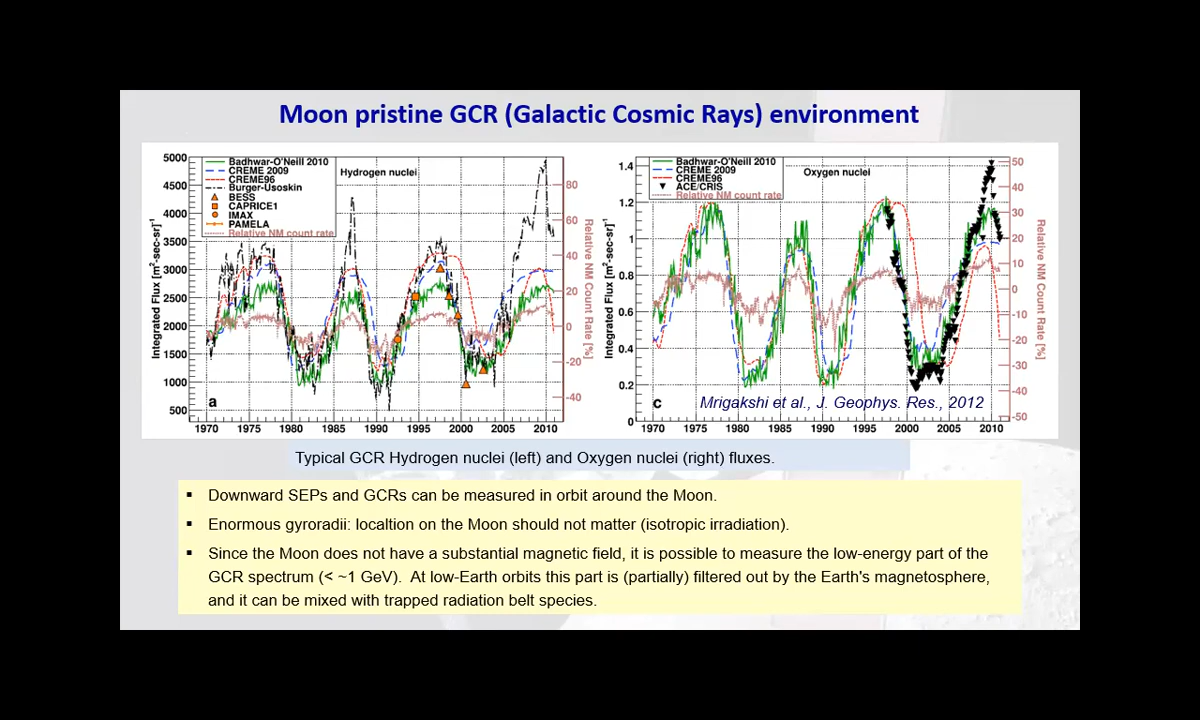 Moon pristine GCR (Galactic Cosmic Rays) environment
5000
4500
4000
3500
3000
2500
2000
1500
1000
500
Integrated Flux [m²-sec-sr]⁻¹
Badhwar-O'Neill 2010
CREME 2009
CREME96
Burger-Usoskin
BESS
CAPRICE1
IMAX
PAMELA
Relative NM count rate
Hydrogen nuclei
80
60
40
20
0
-20
-40
Relative NM Count Rate [%]
a
1970 1975 1980 1985 1990 1995 2000 2005 2010
1.4
1.2
1
0.8
0.6
0.4
0.2
0
Integrated Flux [m²-sec-sr]⁻¹
Badhwar-O'Neill 2010
CREME 2009
CREME96
ACE/CRIS
Relative NM count rate
Oxygen nuclei
50
40
30
20
10
0
-10
-20
-30
-40
-50
Relative NM Count Rate [%]
c
Mrigakshi et al., J. Geophys. Res., 2012
1970 1975 1980 1985 1990 1995 2000 2005 2010
Typical GCR Hydrogen nuclei (left) and Oxygen nuclei (right) fluxes.
▪ Downward SEPs and GCRs can be measured in orbit around the Moon.
▪ Enormous gyroradii: localtion on the Moon should not matter (isotropic irradiation).
▪ Since the Moon does not have a substantial magnetic field, it is possible to measure the low-energy part of the
GCR spectrum (< ~1 GeV). At low-Earth orbits this part is (partially) filtered out by the Earth's magnetosphere,
and it can be mixed with trapped radiation belt species.